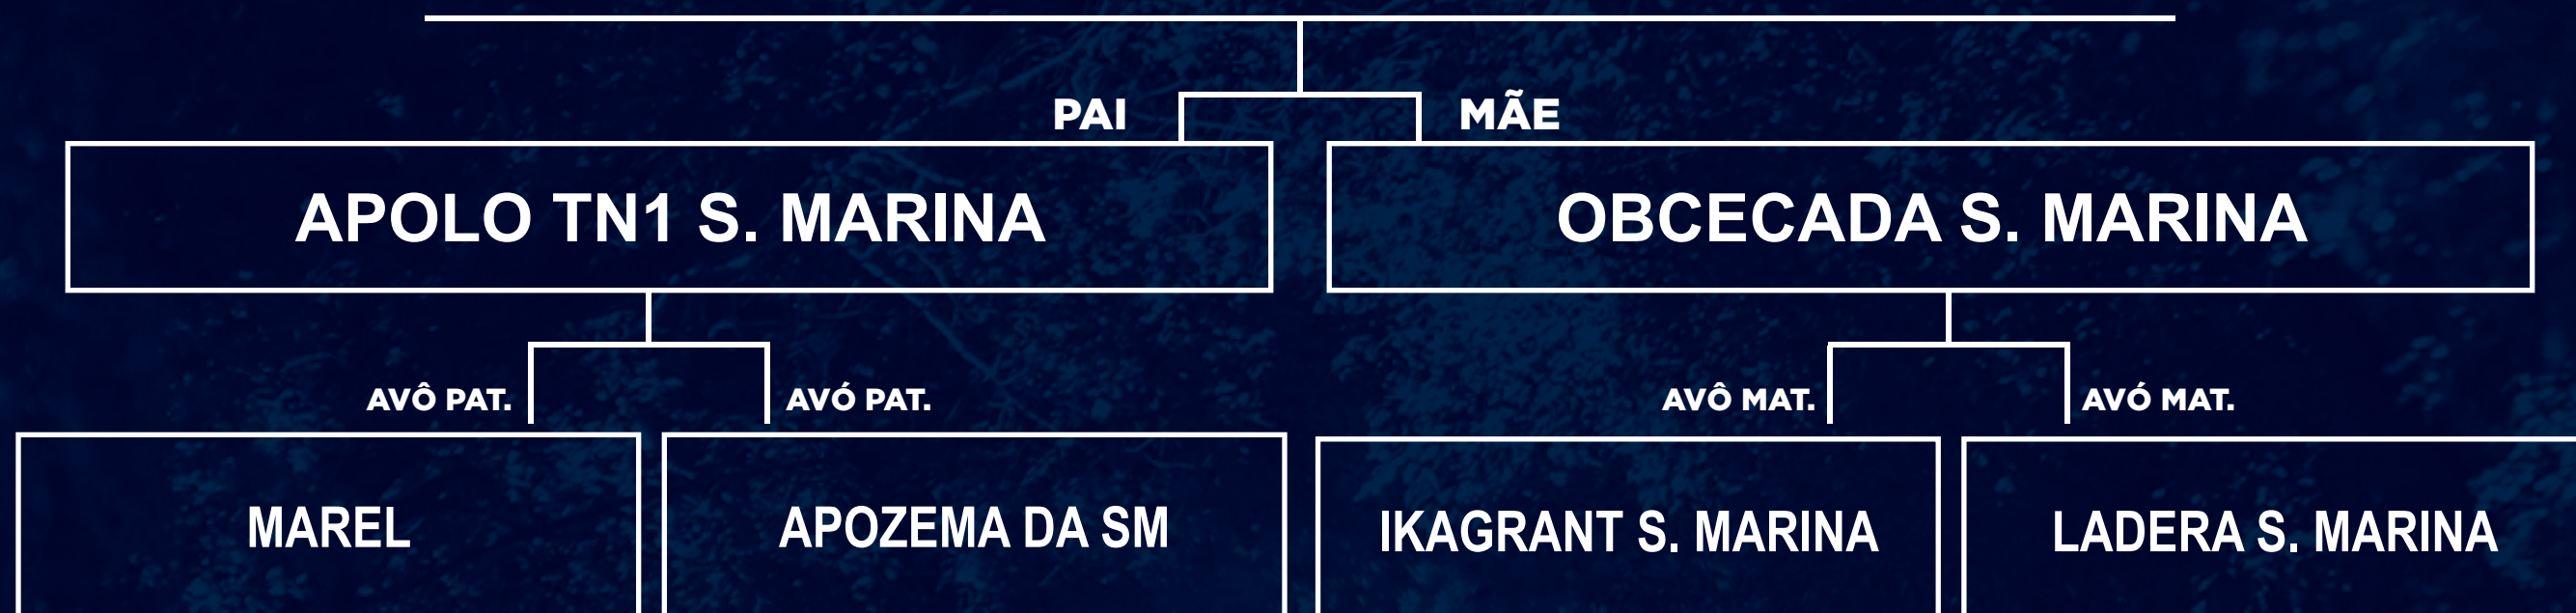 PAI
MÃE
APOLO TN1 S. MARINA
OBCECADA S. MARINA
AVÔ PAT.
AVÓ PAT.
AVÔ MAT.
AVÓ MAT.
MAREL
APOZEMA DA SM
IKAGRANT S. MARINA
LADERA S. MARINA